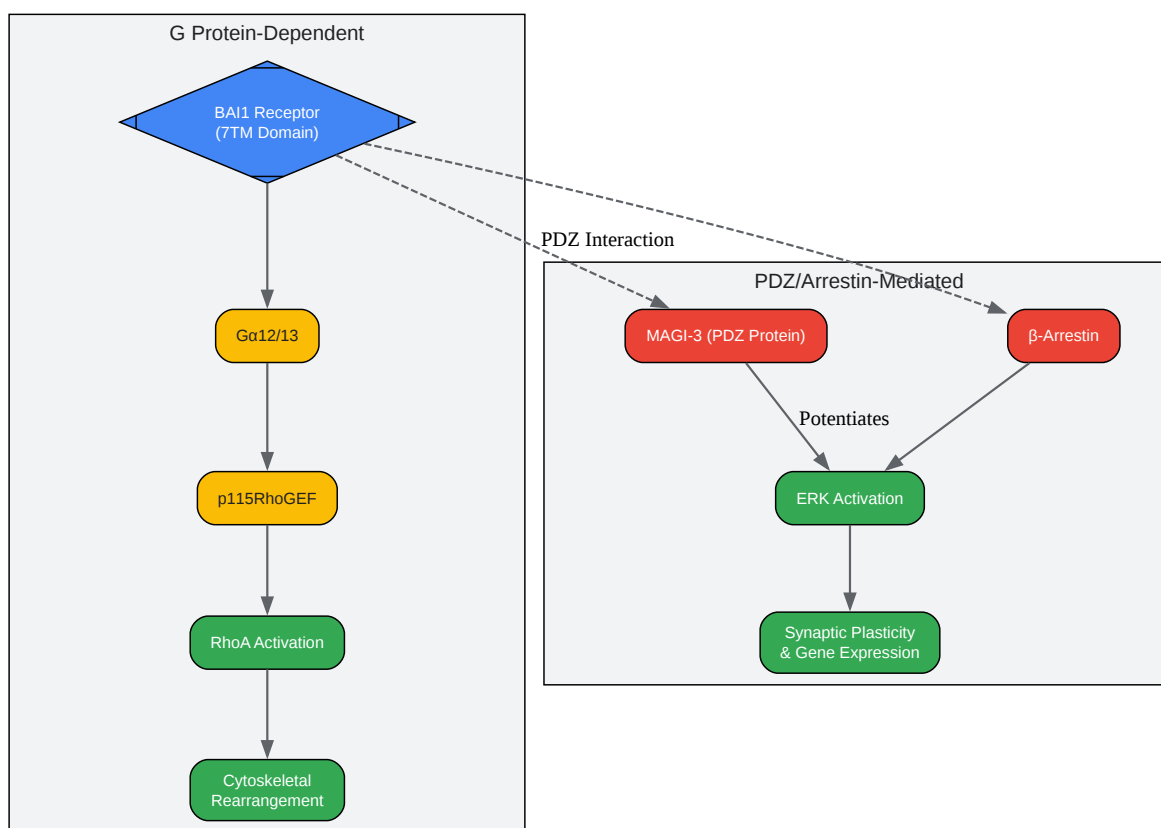 G Protein-Dependent
BAI1 Receptor
(7TM Domain)
PDZ Interaction
PDZ/Arrestin-Mediated
Gα12/13
MAGI-3 (PDZ Protein)
β-Arrestin
Potentiates
p115RhoGEF
ERK Activation
RhoA Activation
Synaptic Plasticity
& Gene Expression
Cytoskeletal
Rearrangement